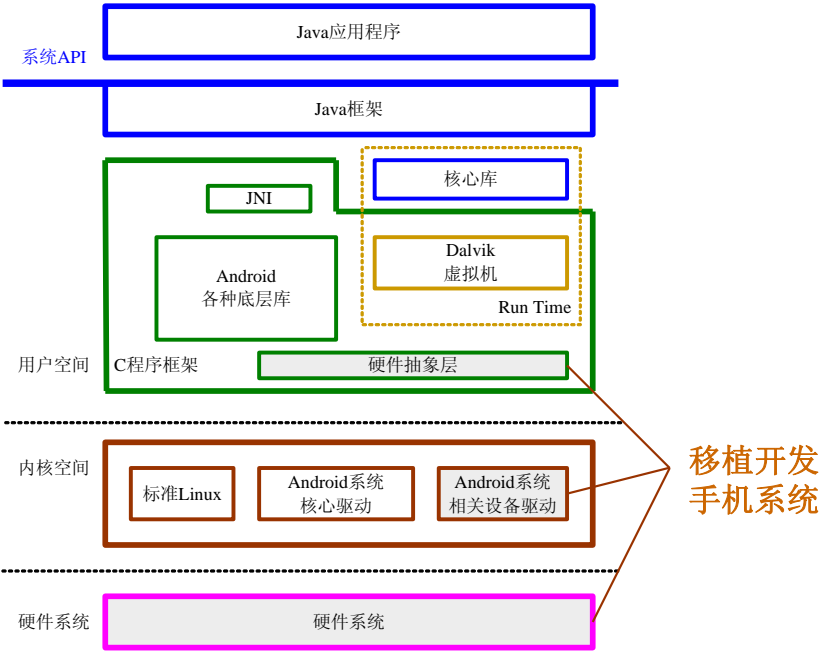 Java应用程序
系统API
Java框架
核心库
JNI
Dalvik
虚拟机
Android
各种底层库
Run Time
用户空间
C程序框架
硬件抽象层
内核空间
标准Linux
Android系统
核心驱动
Android系统
相关设备驱动
移植开发
手机系统
硬件系统
硬件系统